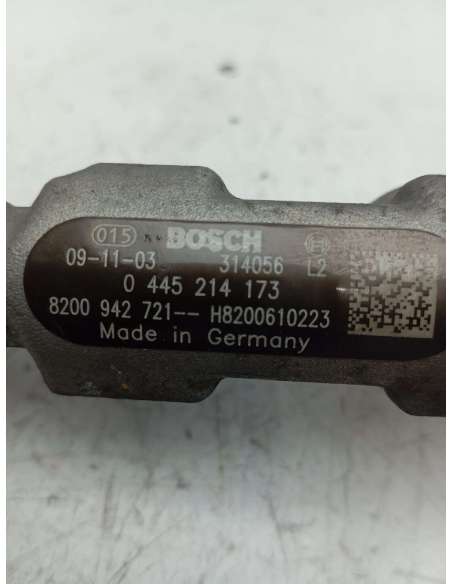 015 BOSCH
09-11-03 314056 L2
0 445 214 173
8200 942 721-- H8200610223
Made in Germany